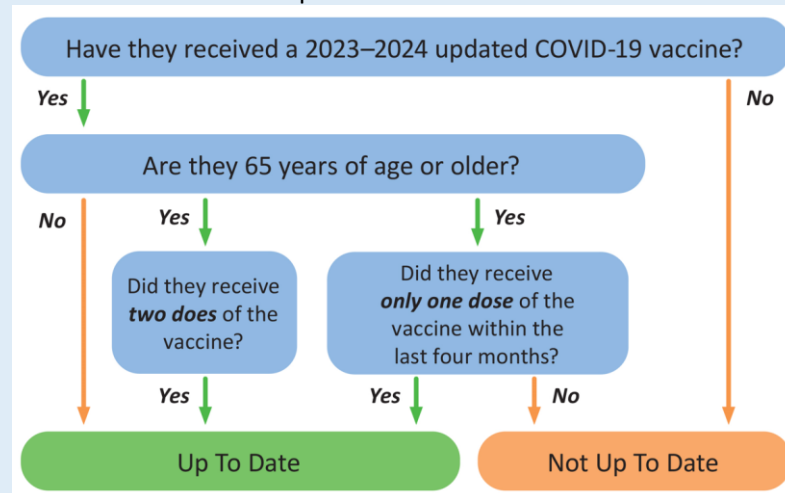 Have they received a 2023–2024 updated COVID-19 vaccine?
Yes
No
Are they 65 years of age or older?
No
Yes
Yes
Did they receive
two does of the
vaccine?
Did they receive
only one dose of the
vaccine within the
last four months?
Yes
Yes
No
Up To Date
Not Up To Date